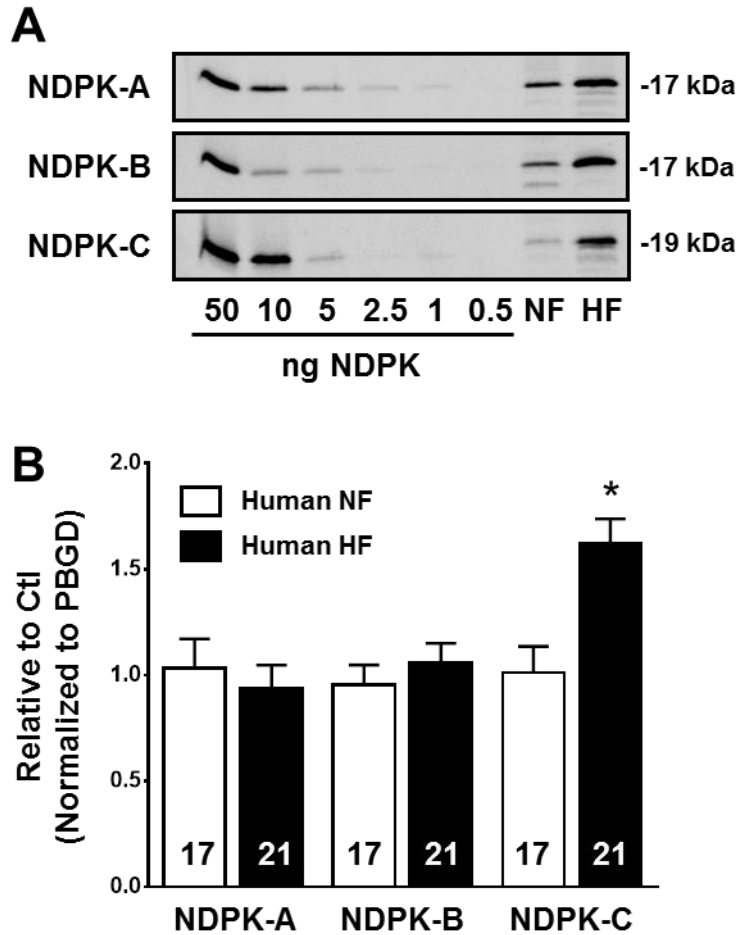 A
NDPK-A
-17 kDa
NDPK-B
-17 kDa
NDPK-C
-19 kDa
50 10 5 2.5 1 0.5 NF HF
ng NDPK
B
Relative to Ctl
(Normalized to PBGD)
2.0
1.5
1.0
0.5
0.0
Human NF
Human HF
*
17 21 17 21 17 21
NDPK-A NDPK-B NDPK-C